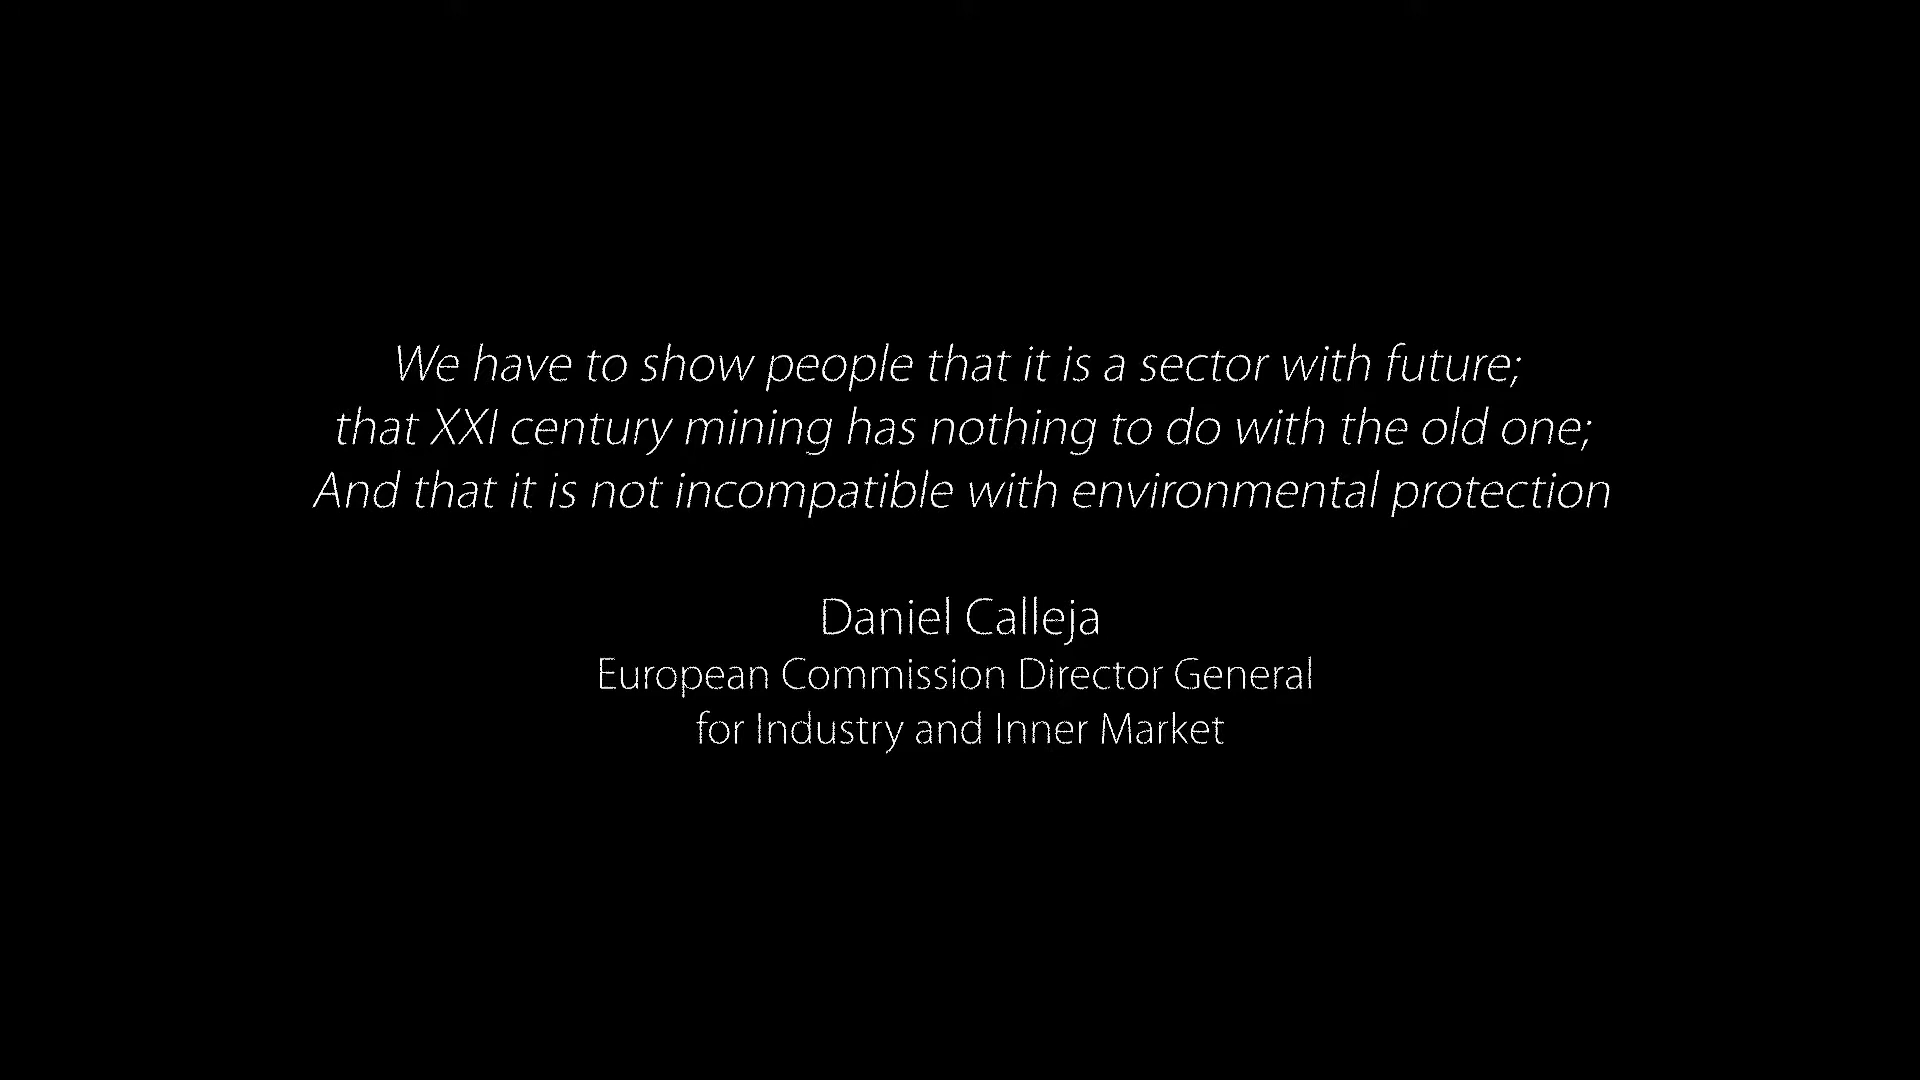 We have to show people that it is a sector with future;
that XXI century mining has nothing to do with the old one;
And that it is not incompatible with environmental protection
Daniel Calleja
European Commission Director General
for Industry and Inner Market